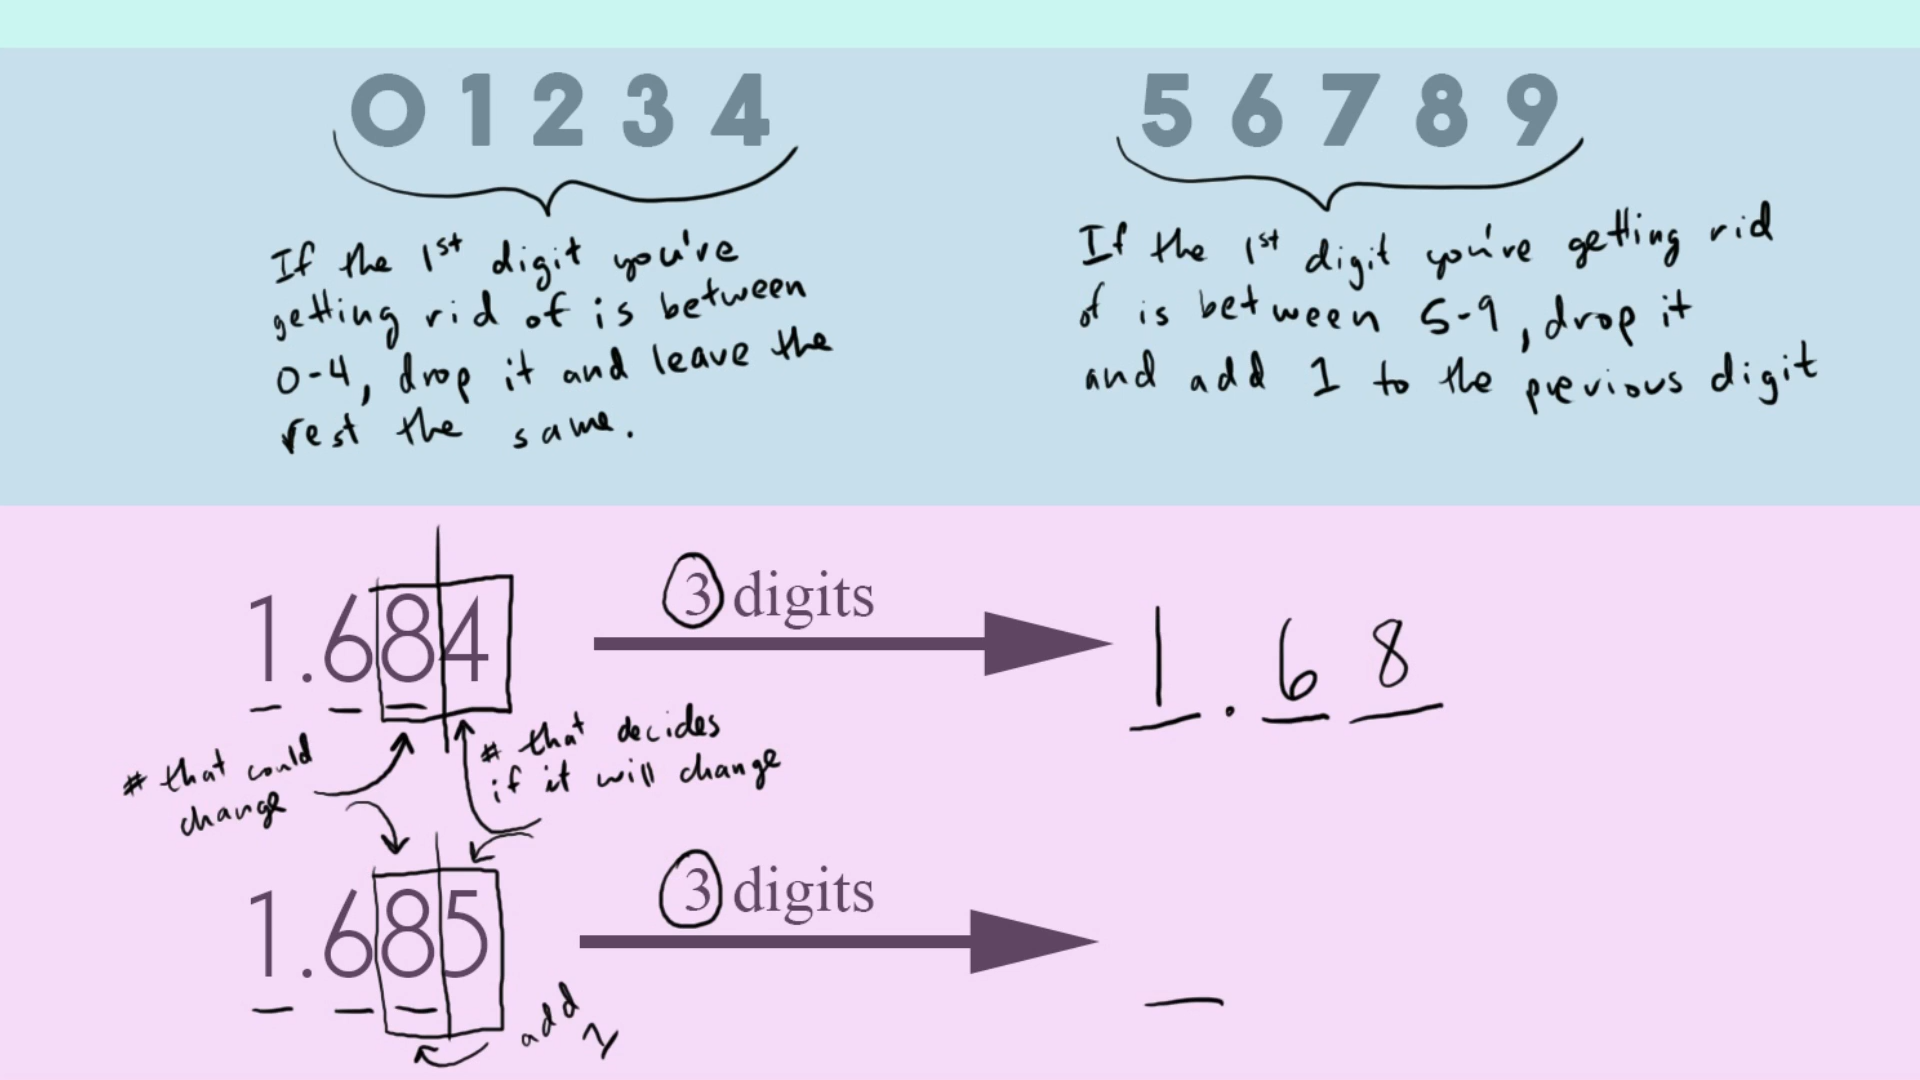 0 1 2 3 4
If the 1st digit you're
getting rid of is between
0-4, drop it and leave the
rest the same.
5 6 7 8 9
If the 1st digit you're getting rid
of is between 5-9, drop it
and add 1 to the previous digit
1.684
3 digits
1.68
# that could
change
# that decides
if it will change
1.685
3 digits
add 1